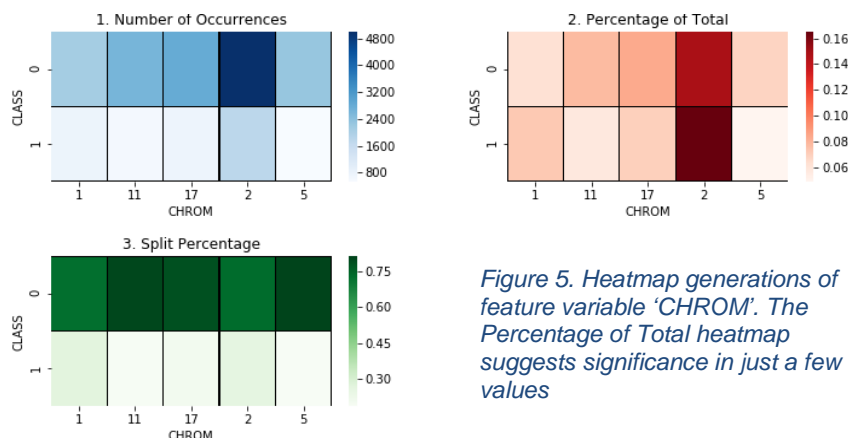 1. Number of Occurrences
CLASS
0
1
1 11 17 2 5
CHROM
4800
4000
3200
2400
1600
800
2. Percentage of Total
CLASS
0
1
1 11 17 2 5
CHROM
0.16
0.14
0.12
0.10
0.08
0.06
3. Split Percentage
CLASS
0
1
1 11 17 2 5
CHROM
0.75
0.60
0.45
0.30
Figure 5. Heatmap generations of
feature variable ‘CHROM’. The
Percentage of Total heatmap
suggests significance in just a few
values